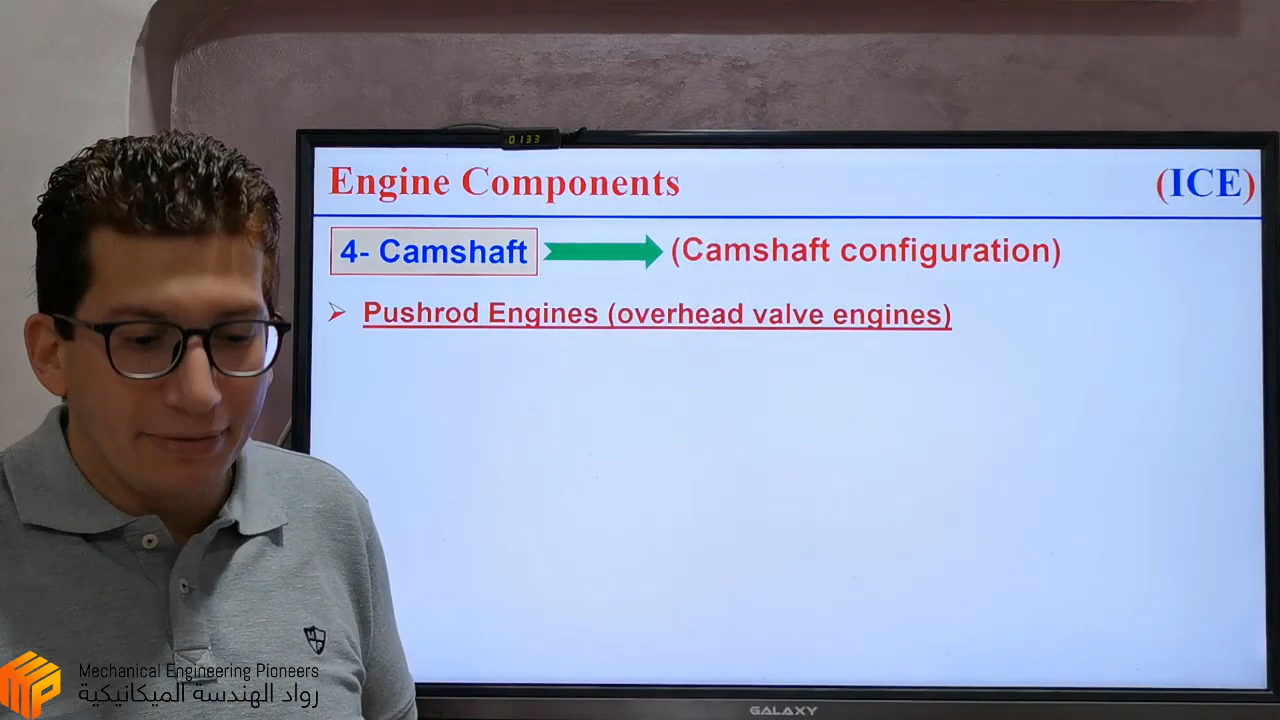 0133
Engine Components (ICE)
4- Camshaft (Camshaft configuration)
Pushrod Engines (overhead valve engines)
Mechanical Engineering Pioneers
رواد الهندسة الميكانيكية
GALAXY